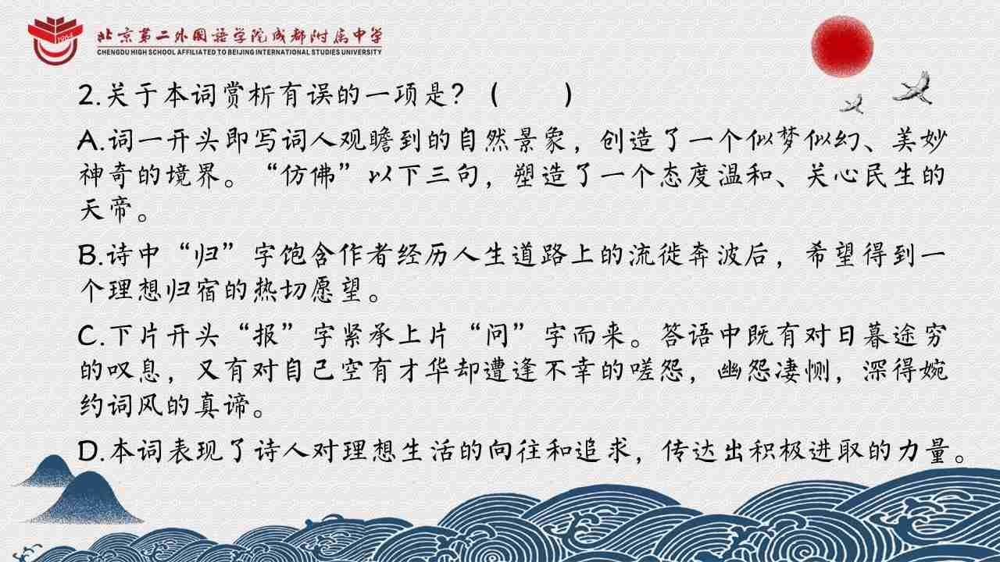 北京第二外国语学院成都附属中学
CHENGDU HIGH SCHOOL AFFILIATED TO BEIJING INTERNATIONAL STUDIES UNIVERSITY
1964
2.关于本词赏析有误的一项是？（　　）
A.词一开头即写词人观瞻到的自然景象，创造了一个似梦似幻、美妙
神奇的境界。“仿佛”以下三句，塑造了一个态度温和、关心民生的
天帝。
B.诗中“归”字饱含作者经历人生道路上的流徙奔波后，希望得到一
个理想归宿的热切愿望。
C.下片开头“报”字紧承上片“问”字而来。答语中既有对日暮途穷
的叹息，又有对自己空有才华却遭逢不幸的嗟怨，幽怨凄恻，深得婉
约词风的真谛。
D.本词表现了诗人对理想生活的向往和追求，传达出积极进取的力量。